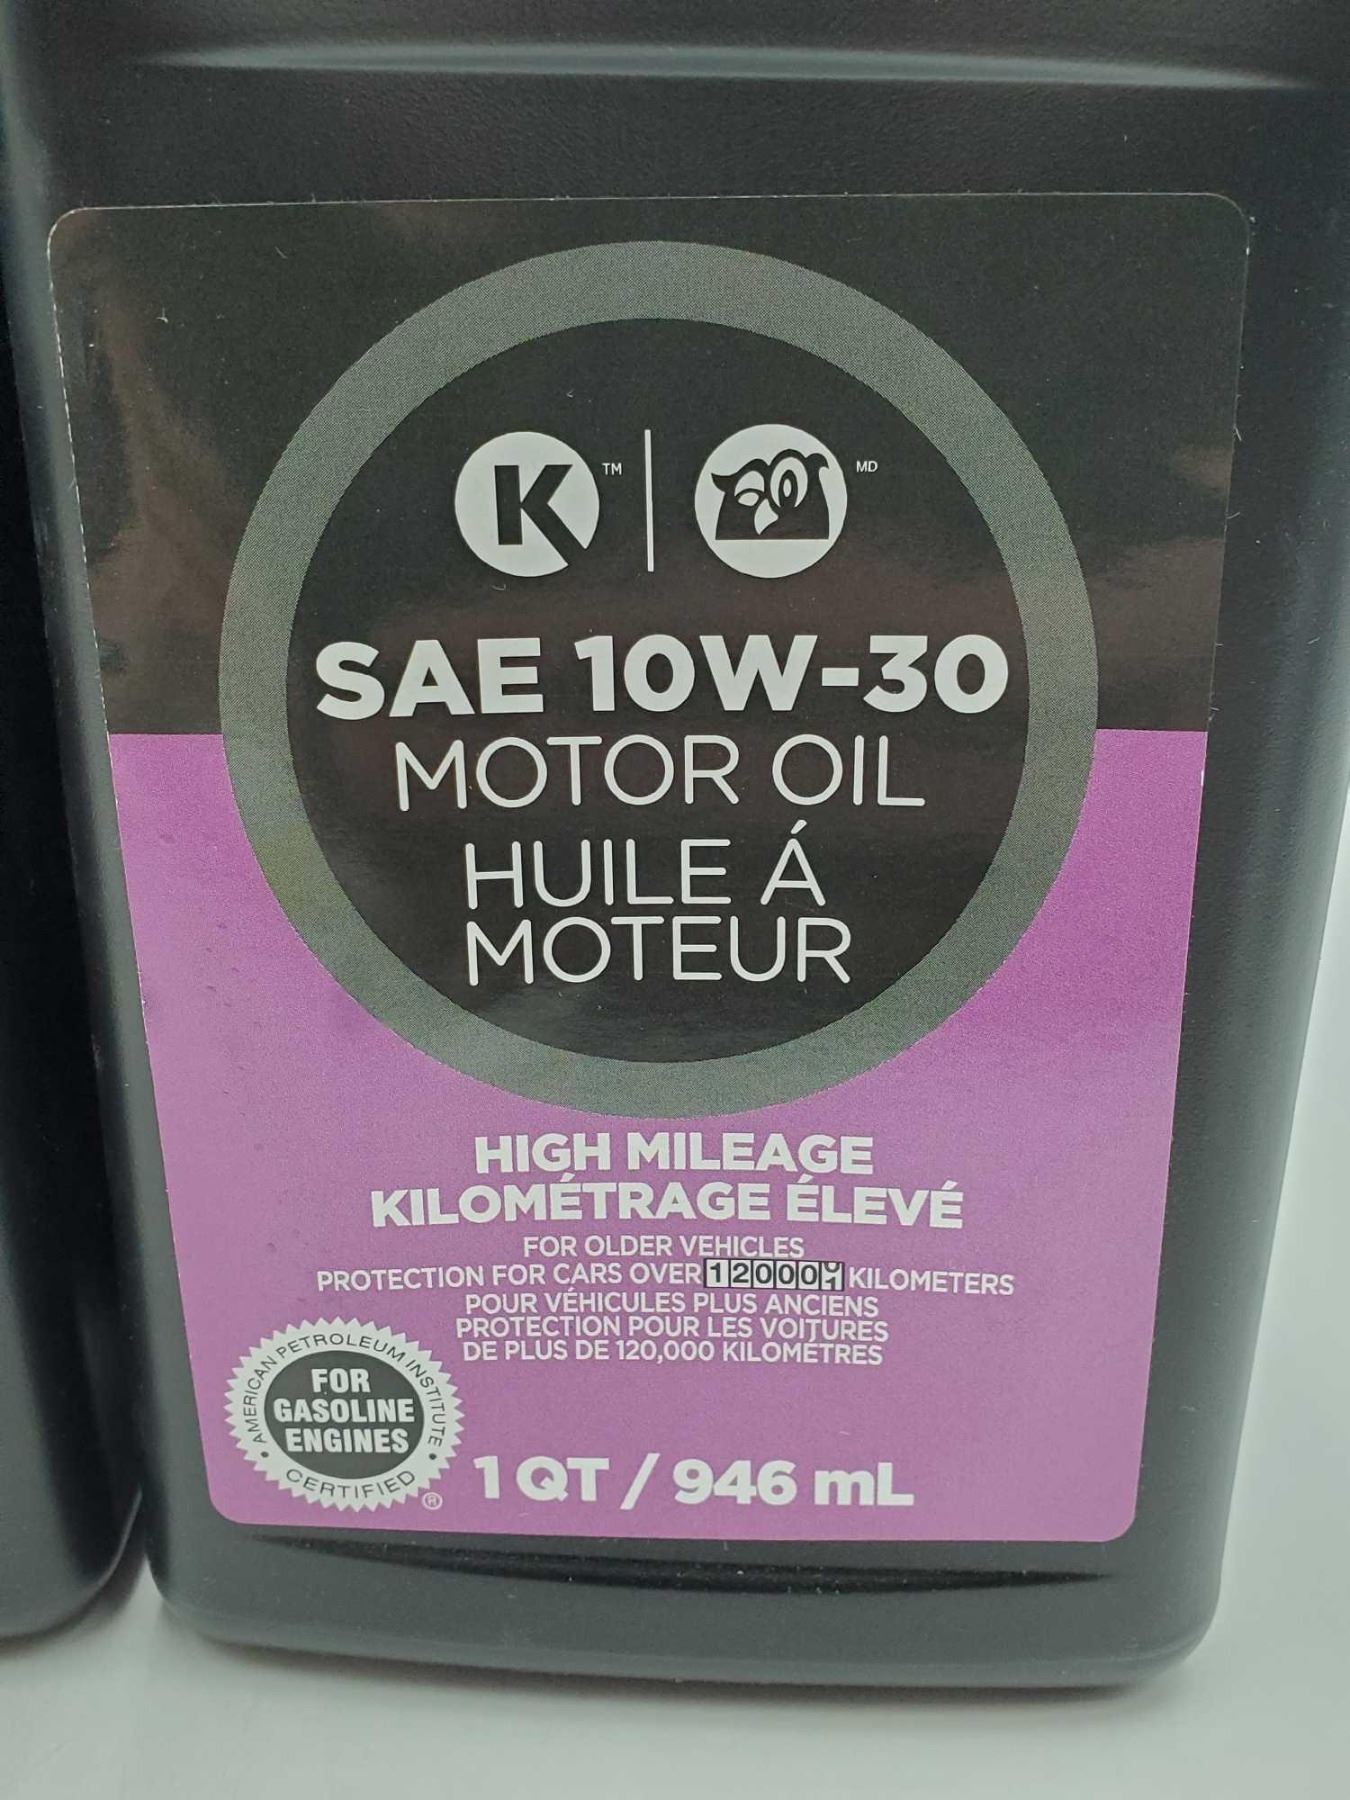 K™ | MD
SAE 10W-30
MOTOR OIL
HUILE Á
MOTEUR
HIGH MILEAGE
KILOMÉTRAGE ÉLEVÉ
FOR OLDER VEHICLES
PROTECTION FOR CARS OVER 120000 KILOMETERS
POUR VÉHICULES PLUS ANCIENS
PROTECTION POUR LES VOITURES
DE PLUS DE 120,000 KILOMÈTRES
AMERICAN PETROLEUM INSTITUTE
FOR
GASOLINE
ENGINES
CERTIFIED
®
1 QT / 946 mL